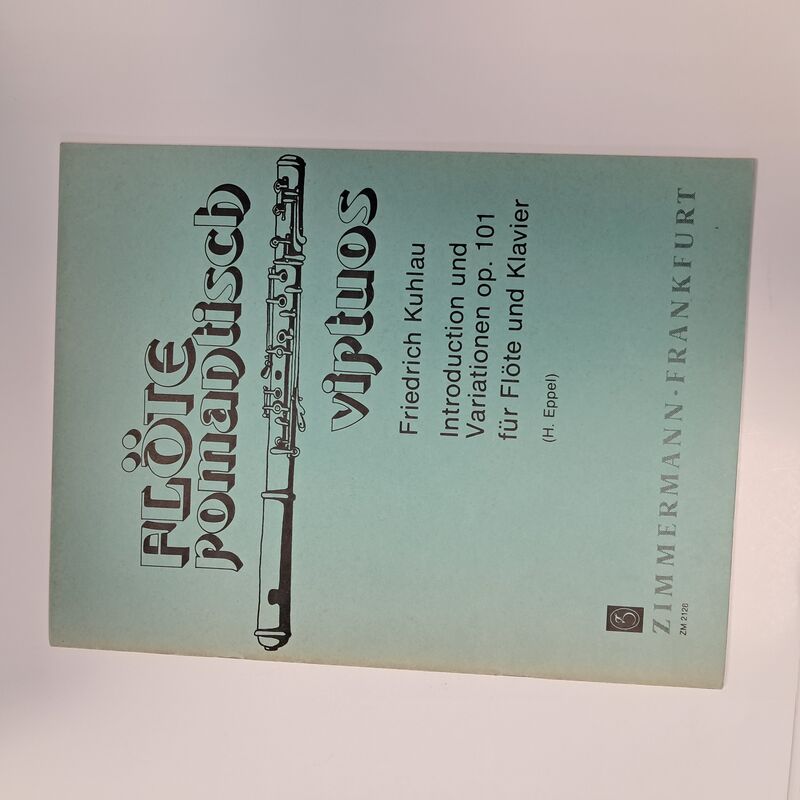 FLÖTE
romantisch
virtuos
Friedrich Kuhlau
Introduction und
Variationen op. 101
für Flöte und Klavier
(H. Eppel)
ZIMMERMANN · FRANKFURT
ZM 2126